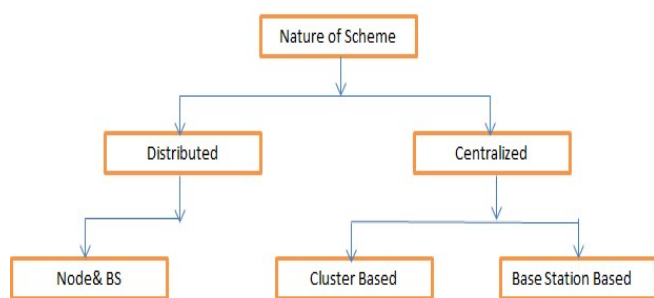 Nature of Scheme
Distributed
Centralized
Node& BS
Cluster Based
Base Station Based